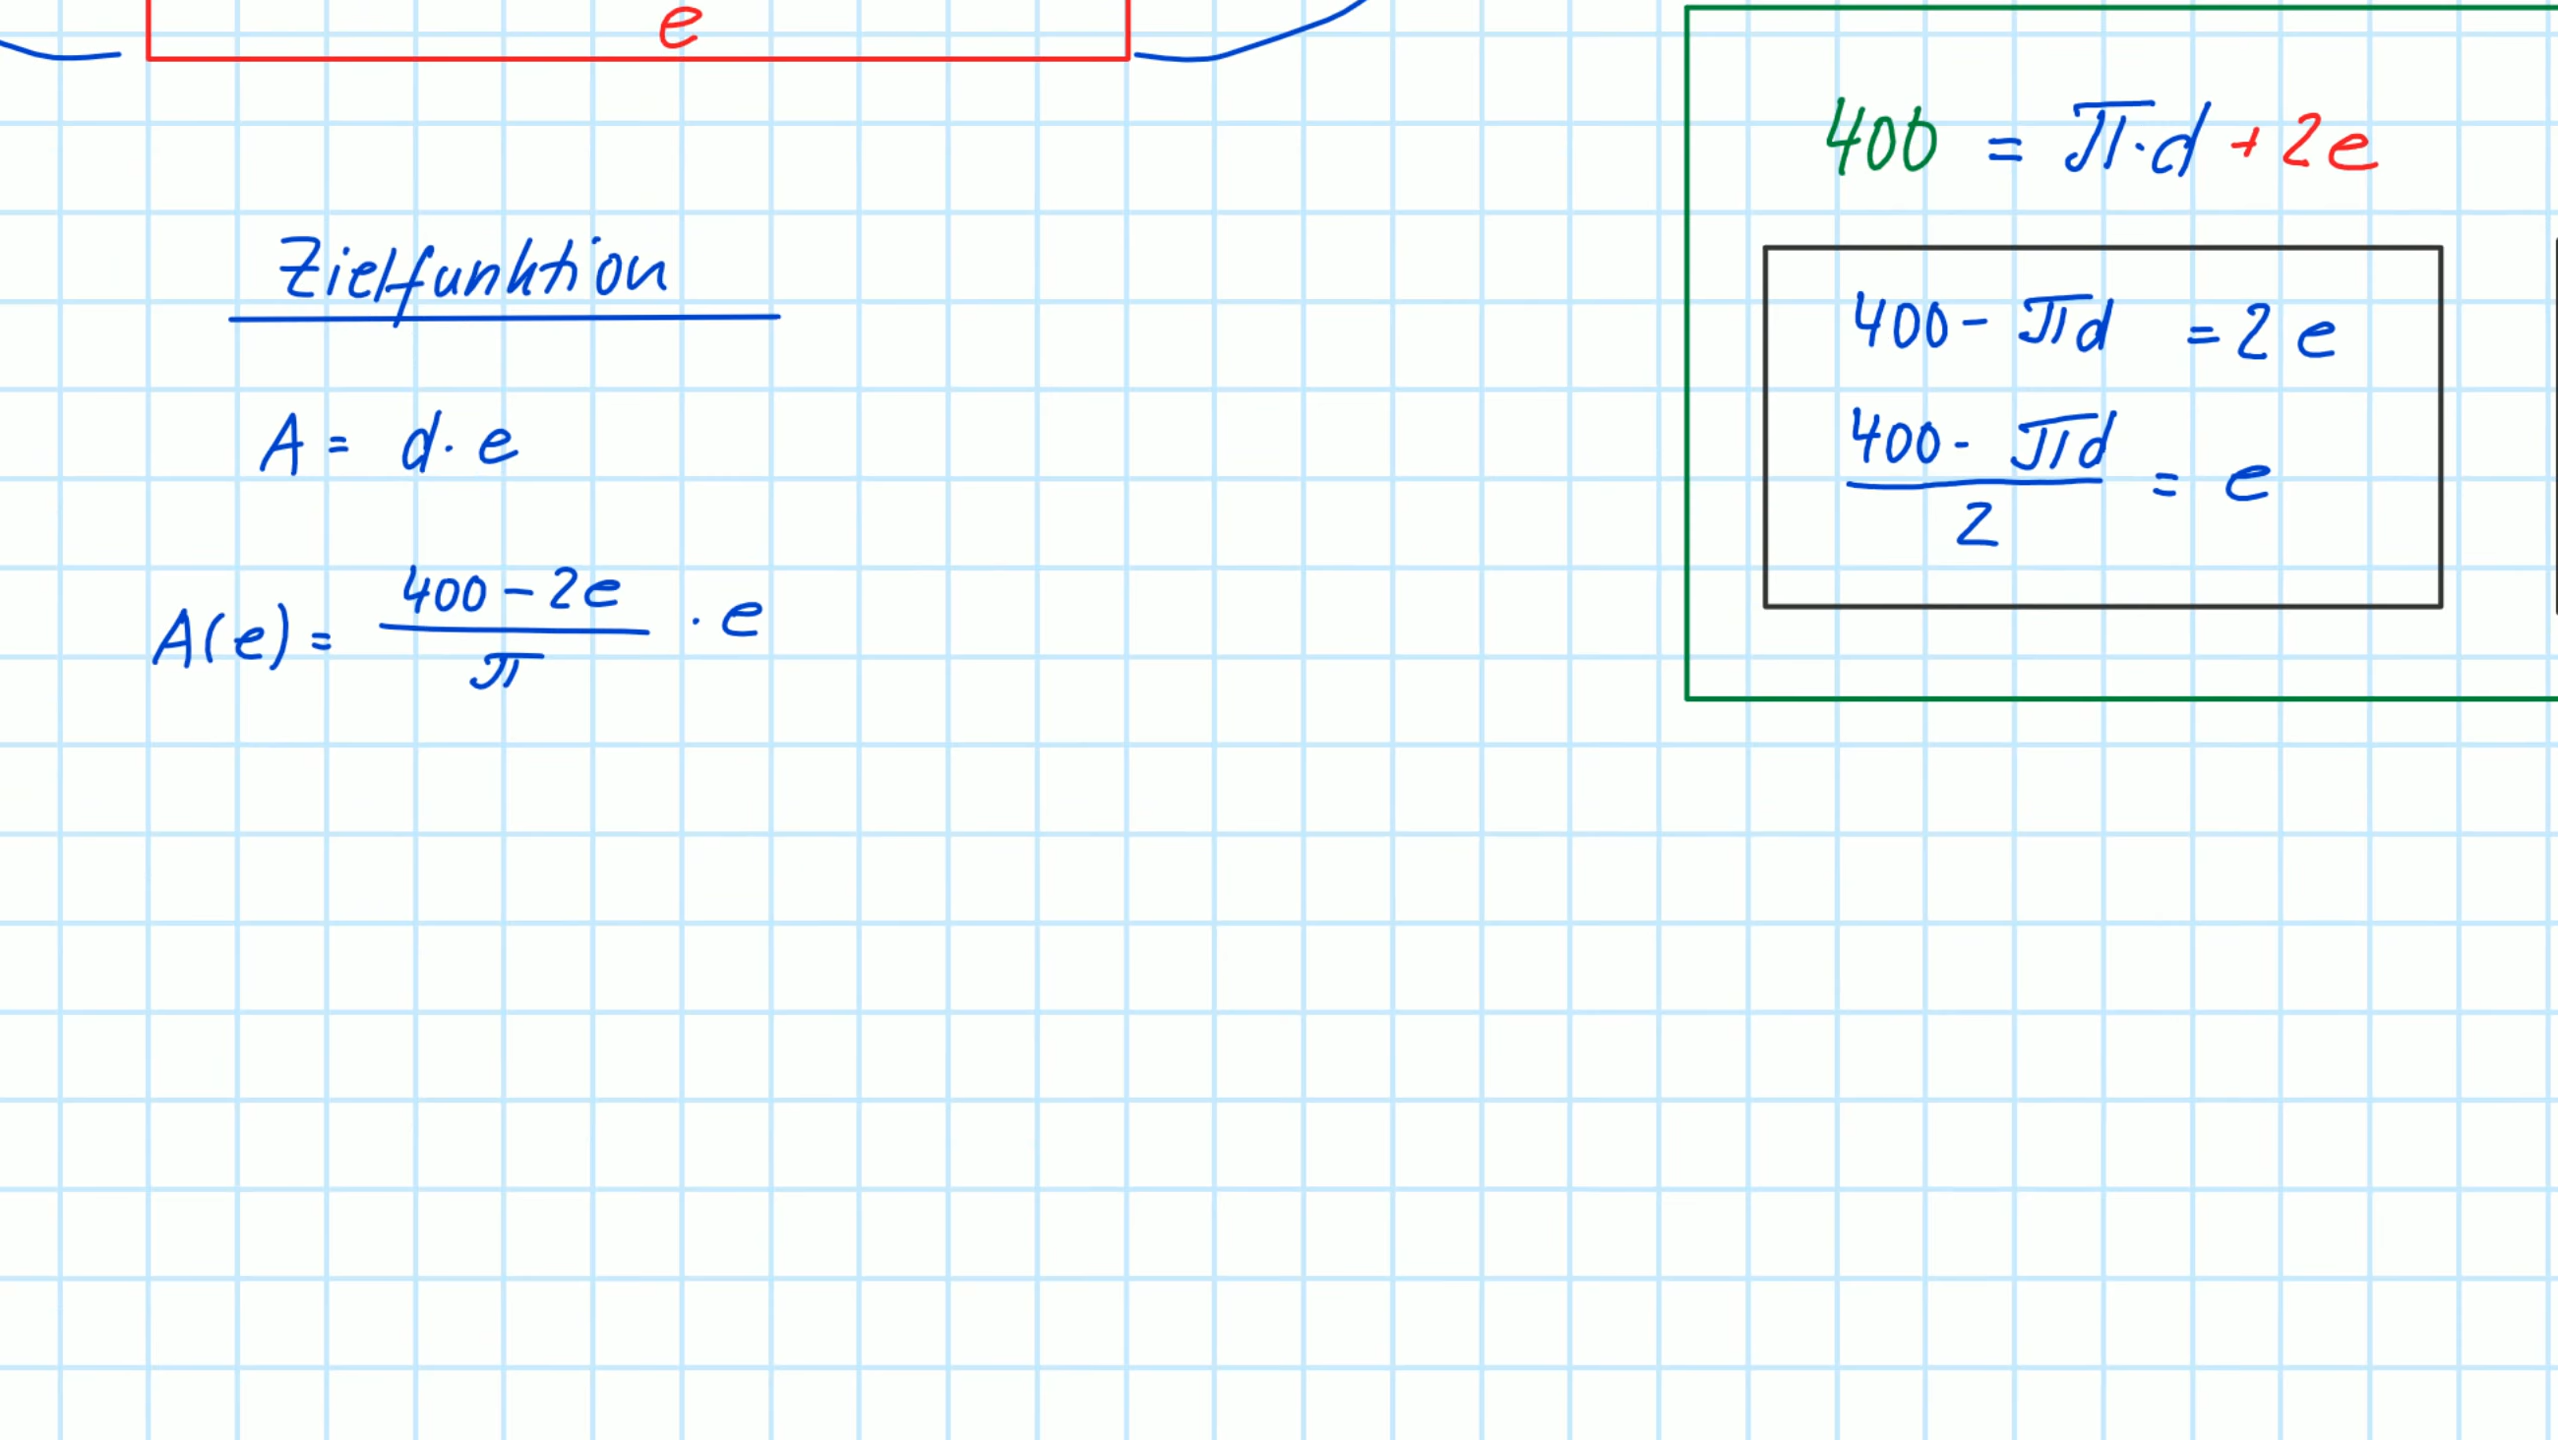 e
Zielfunktion
A = d · e
A(e) = (400 - 2e)/π · e
400 = π · d + 2e
400 - πd = 2e
(400 - πd)/2 = e